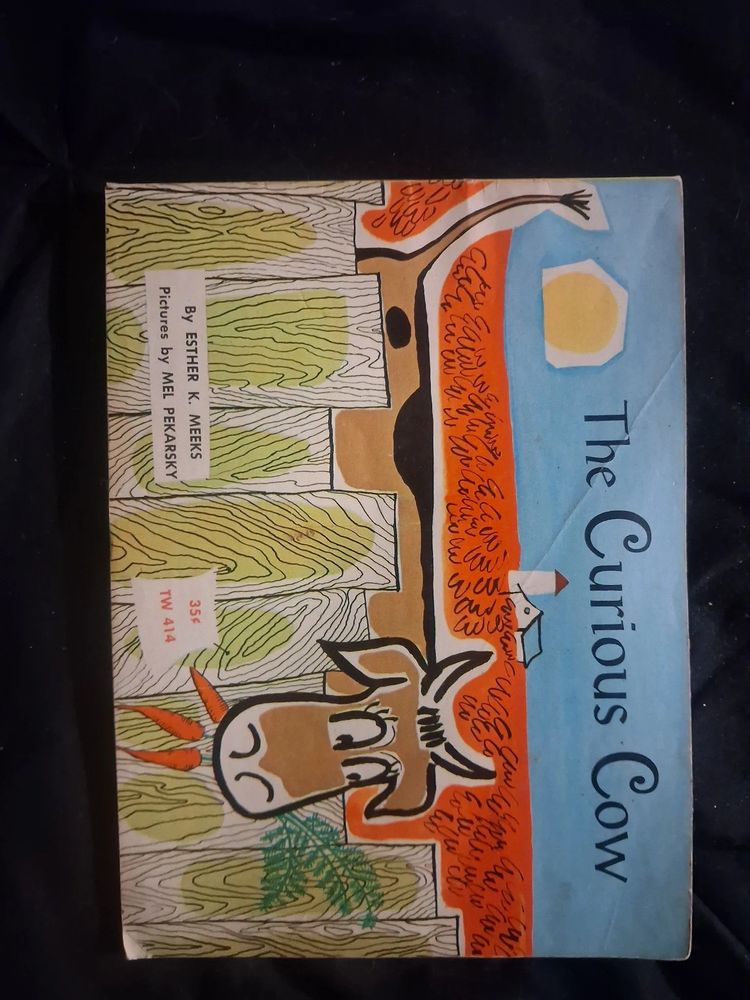 The Curious Cow
By ESTHER K. MEEKS
Pictures by MEL PEKARSKY
35¢
TW 414